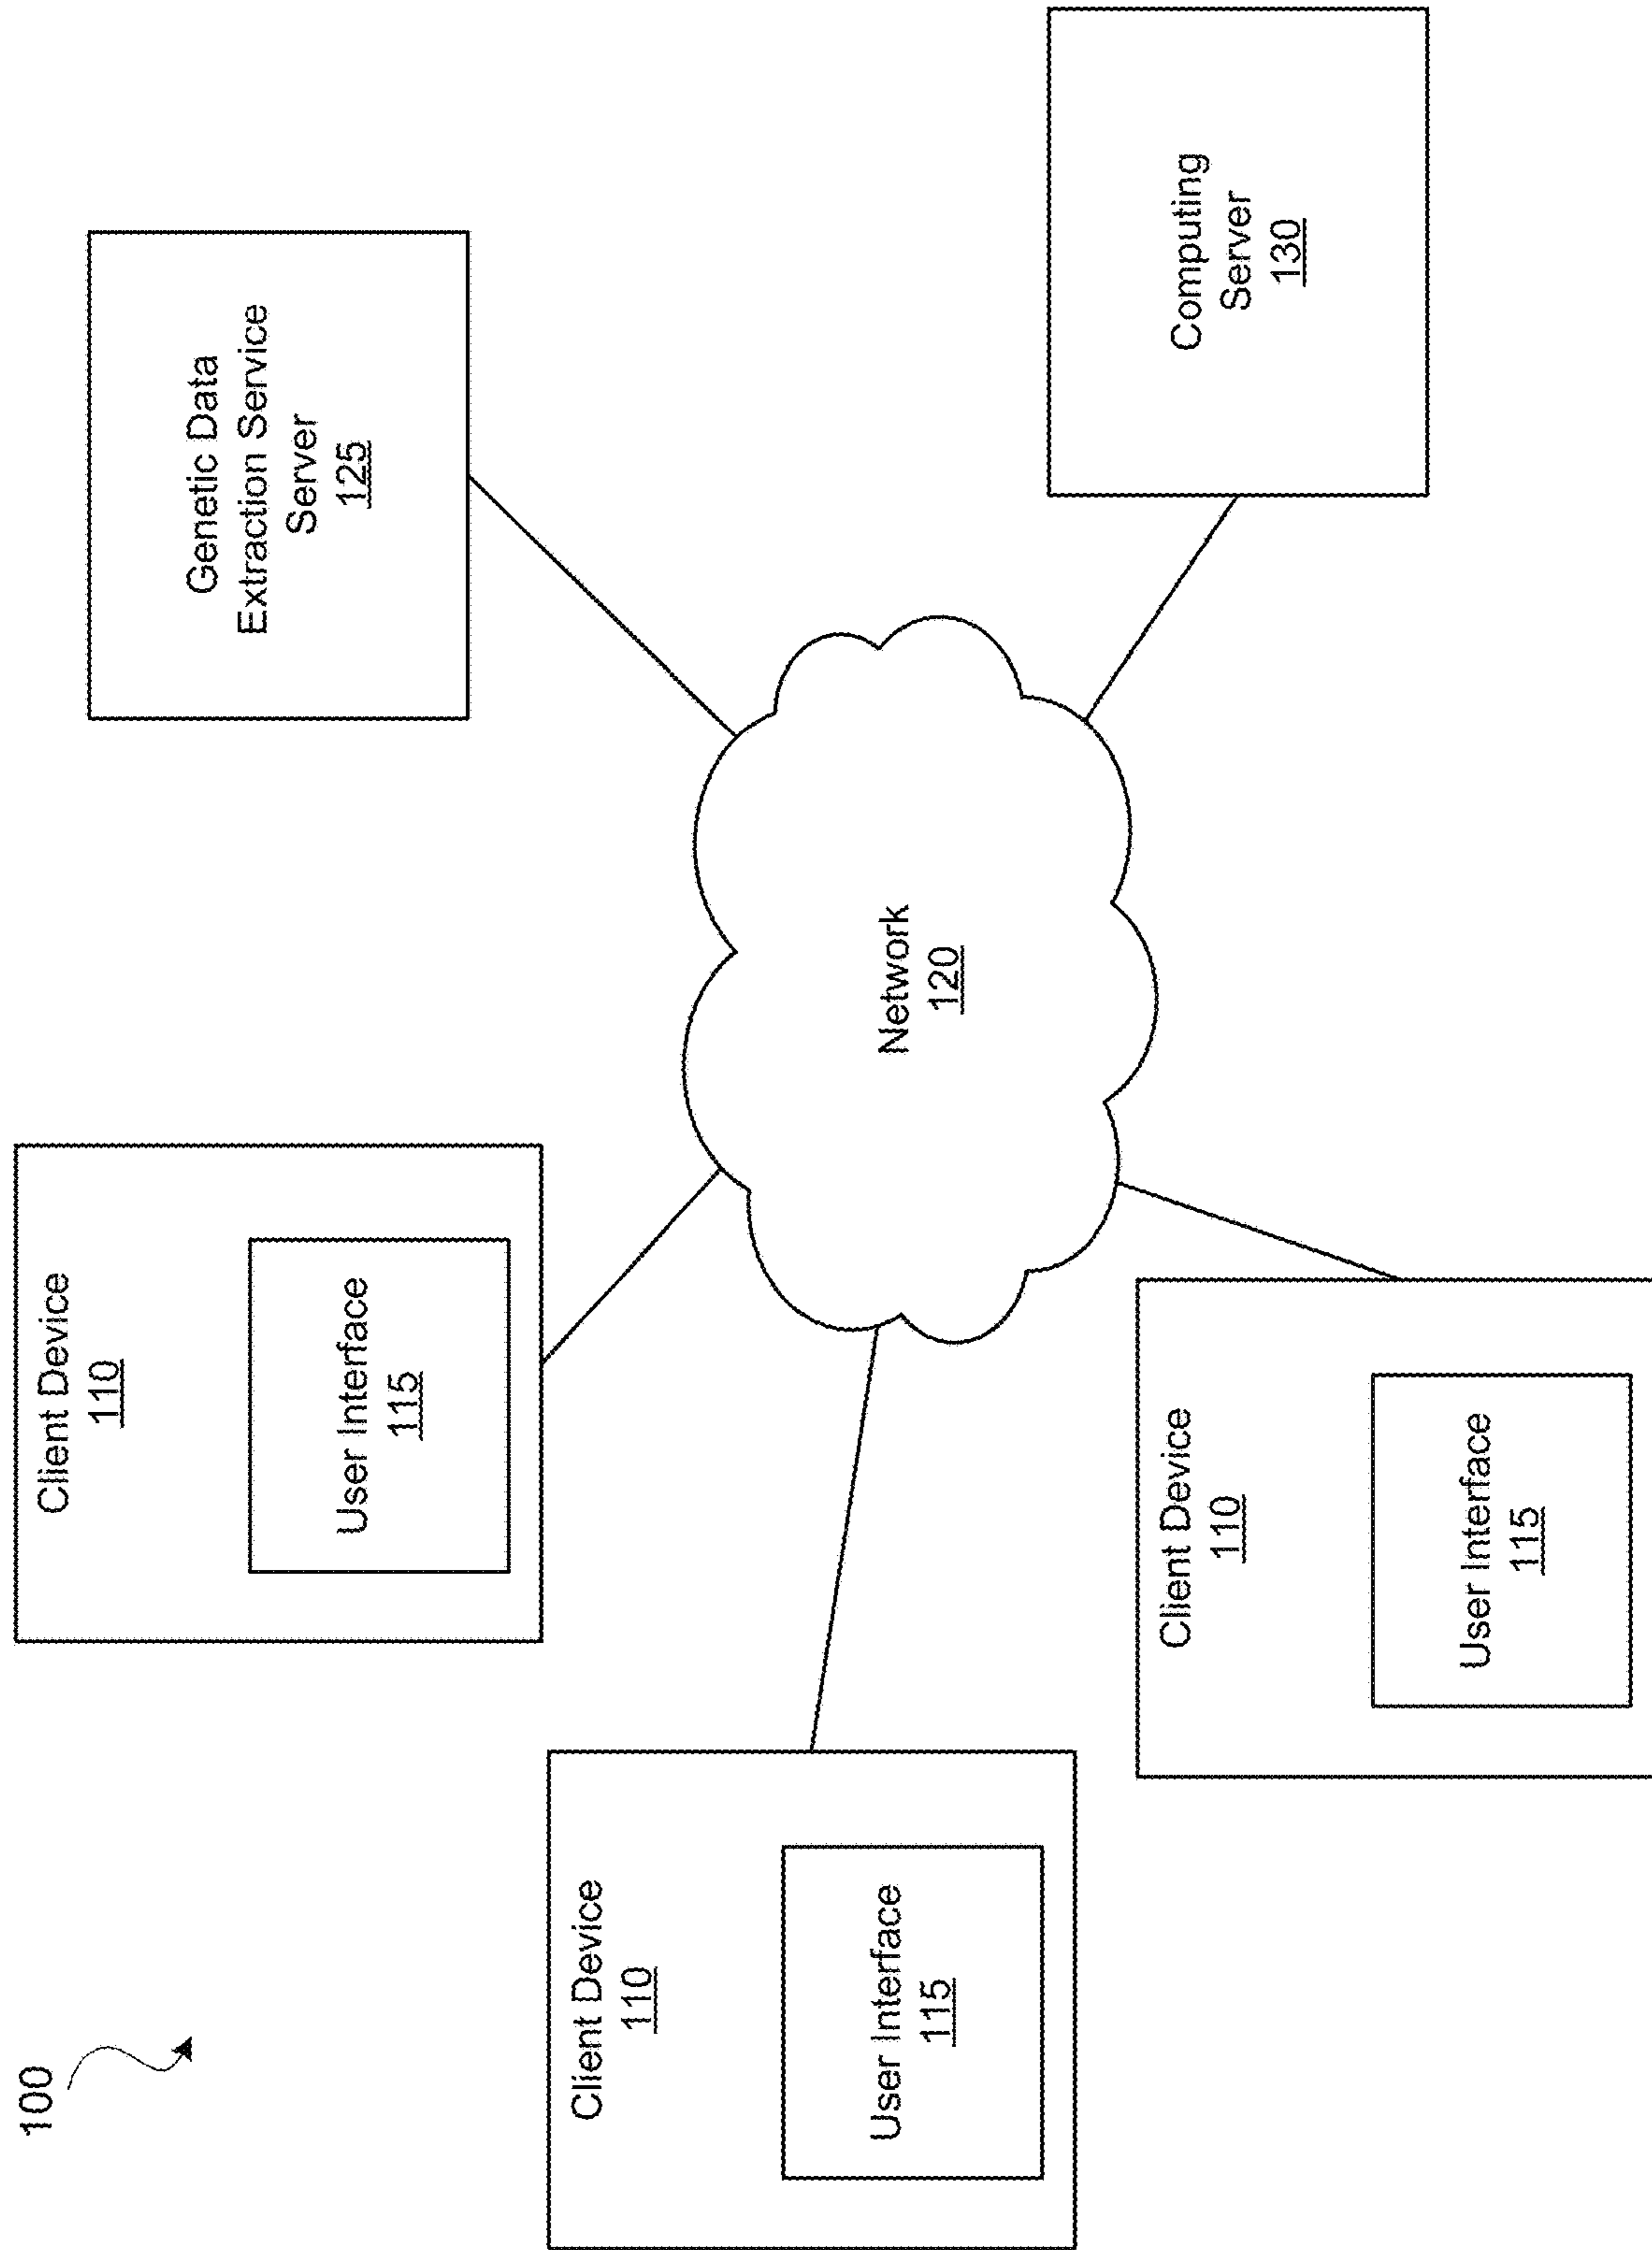 100
Client Device
110
User Interface
115
Client Device
110
User Interface
115
Client Device
110
User Interface
115
Network
120
Genetic Data
Extraction Service
Server
125
Computing
Server
130